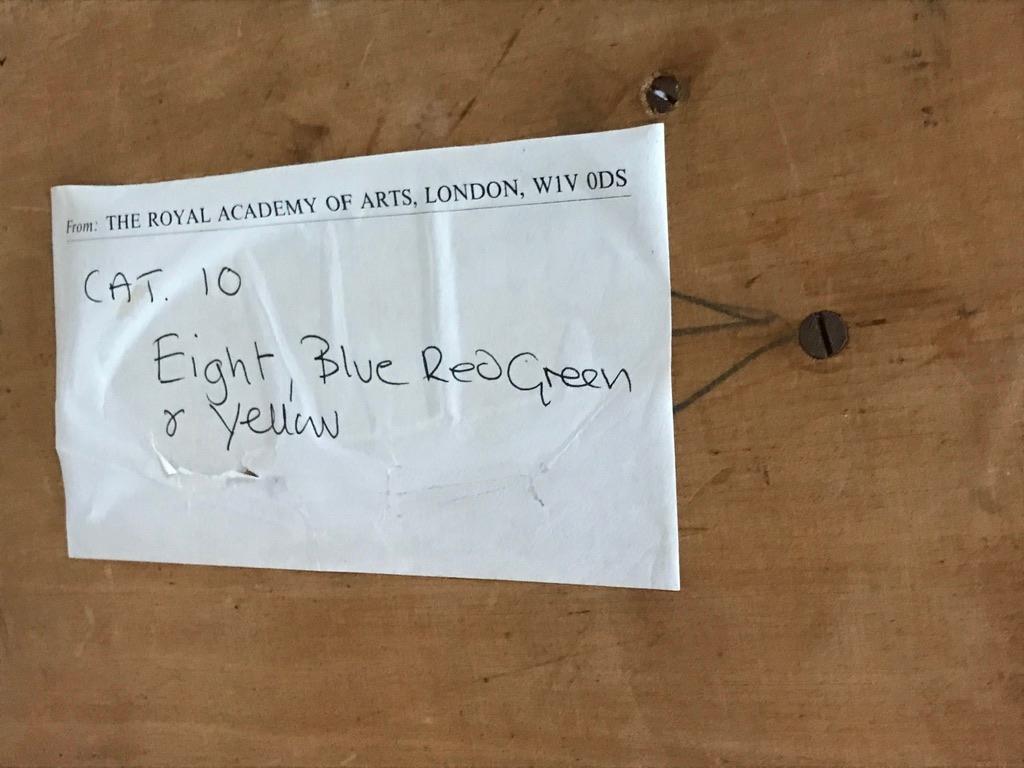 From: THE ROYAL ACADEMY OF ARTS, LONDON, W1V 0DS
CAT. 10
Eight, Blue Red Green
& Yellow